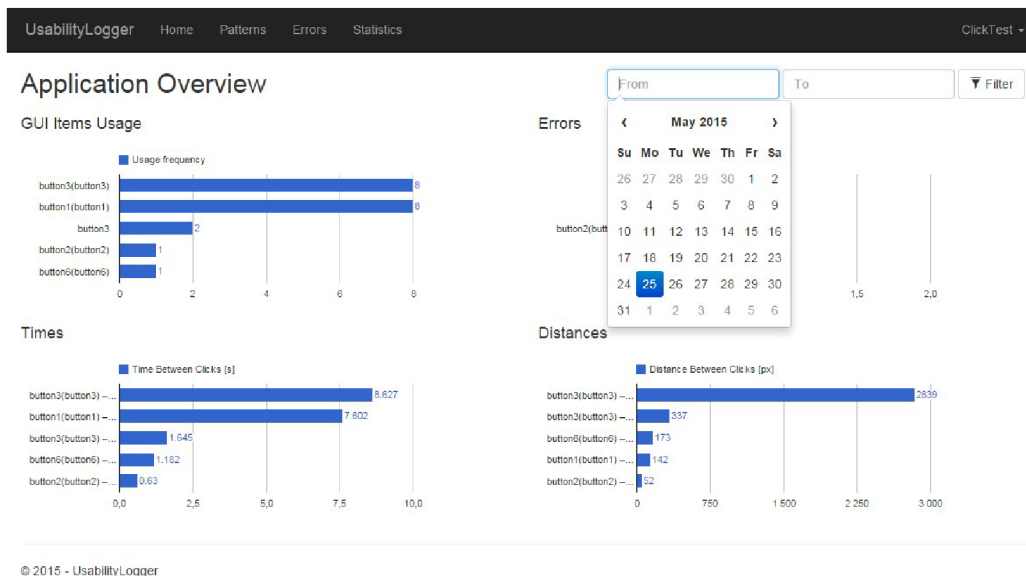 UsabilityLogger Home Patterns Errors Statistics ClickTest
Application Overview
From To Filter
GUI Items Usage
Usage frequency
button3(button3) 8
button1(button1) 8
button3 2
button2(button2) 1
button6(button6) 1
0 2 4 6 8
Errors
button2(butt
1,5 2,0
‹ May 2015 ›
Su Mo Tu We Th Fr Sa
26 27 28 29 30 1 2
3 4 5 6 7 8 9
10 11 12 13 14 15 16
17 18 19 20 21 22 23
24 25 26 27 28 29 30
31 1 2 3 4 5 6
Times
Time Between Clicks [s]
button3(button3) –... 8.627
button1(button1) –... 7.602
button3(button3) –... 1.645
button6(button6) –... 1.182
button2(button2) –... 0.63
0,0 2,5 5,0 7,5 10,0
Distances
Distance Between Clicks [px]
button3(button3) –... 2839
button3(button3) –... 337
button6(button6) –... 173
button1(button1) –... 142
button2(button2) –... 52
0 750 1 500 2 250 3 000
© 2015 - UsabilityLogger